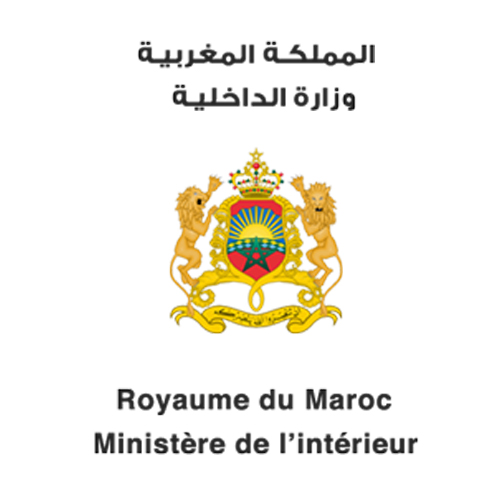 المملكة المغربية
وزارة الداخلية
Royaume du Maroc
Ministère de l'intérieur